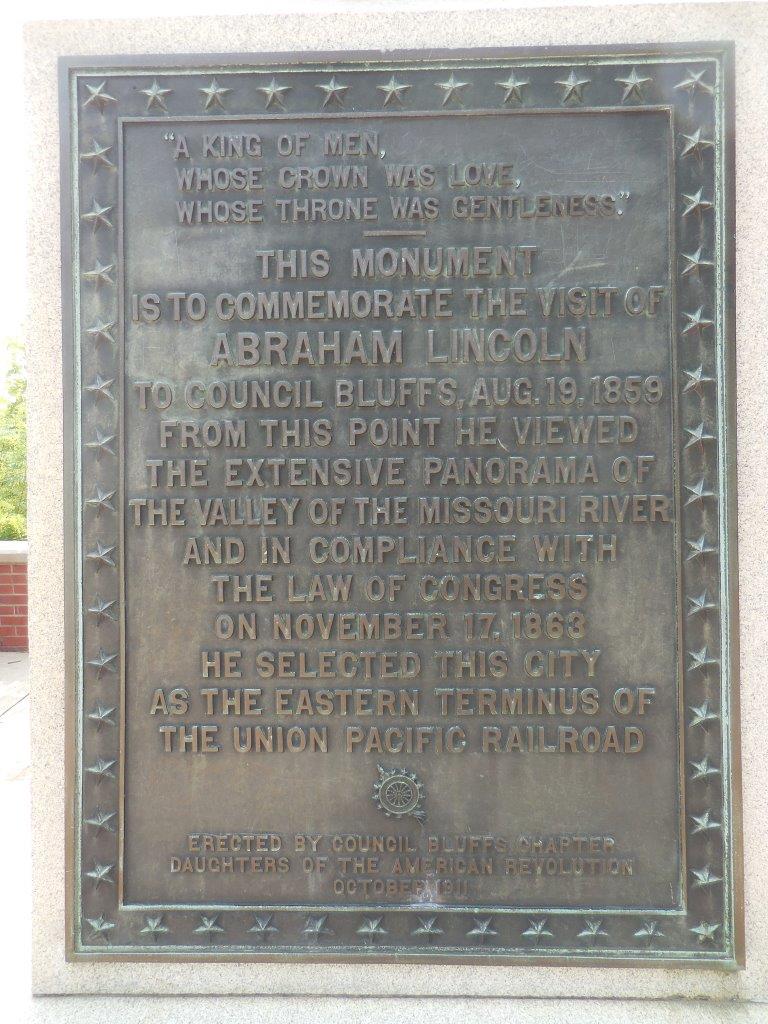 "A KING OF MEN,
WHOSE CROWN WAS LOVE,
WHOSE THRONE WAS GENTLENESS."
THIS MONUMENT
IS TO COMMEMORATE THE VISIT OF
ABRAHAM LINCOLN
TO COUNCIL BLUFFS, AUG. 19, 1859
FROM THIS POINT HE VIEWED
THE EXTENSIVE PANORAMA OF
THE VALLEY OF THE MISSOURI RIVER
AND IN COMPLIANCE WITH
THE LAW OF CONGRESS
ON NOVEMBER 17, 1863
HE SELECTED THIS CITY
AS THE EASTERN TERMINUS OF
THE UNION PACIFIC RAILROAD
ERECTED BY COUNCIL BLUFFS CHAPTER
DAUGHTERS OF THE AMERICAN REVOLUTION
OCTOBER 1911